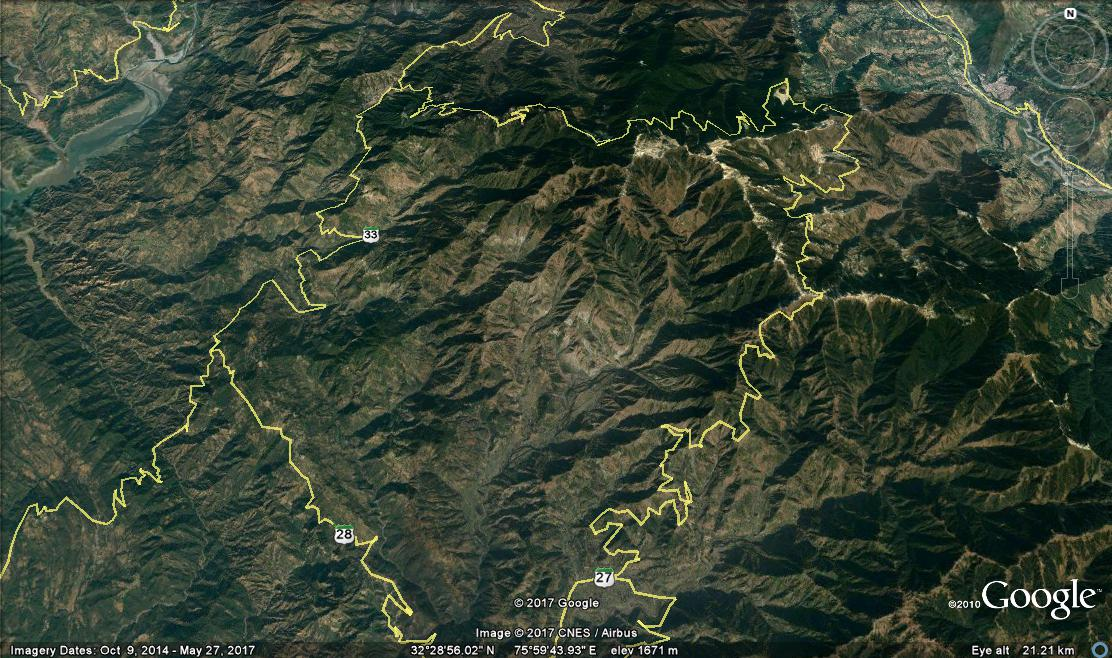 N
33
28
27
© 2017 Google
©2010 Google™
Image © 2017 CNES / Airbus
Imagery Dates: Oct 9, 2014 - May 27, 2017 32°28'56.02" N 75°59'43.93" E elev 1671 m Eye alt 21.21 km